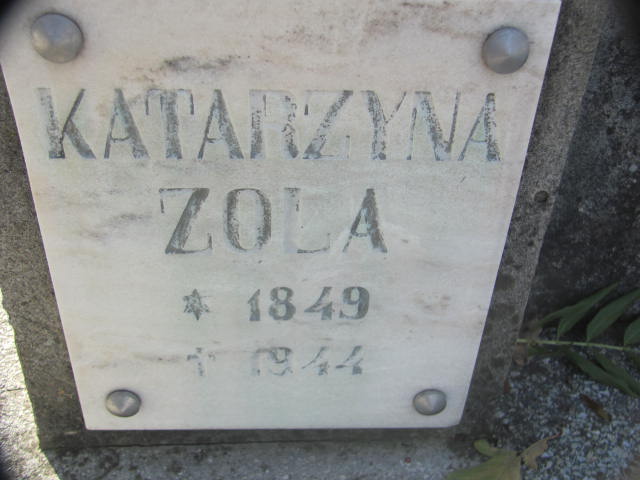 KATARZYNA
ZOLA
* 1849
† 1944